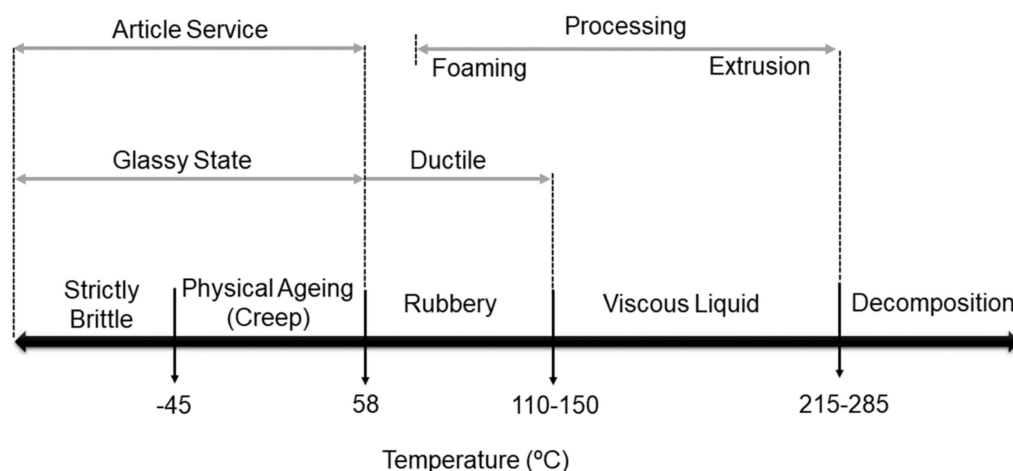 Article Service
Processing
Foaming
Extrusion
Glassy State
Ductile
Strictly
Brittle
Physical Ageing
(Creep)
Rubbery
Viscous Liquid
Decomposition
-45
58
110-150
215-285
Temperature (ºC)